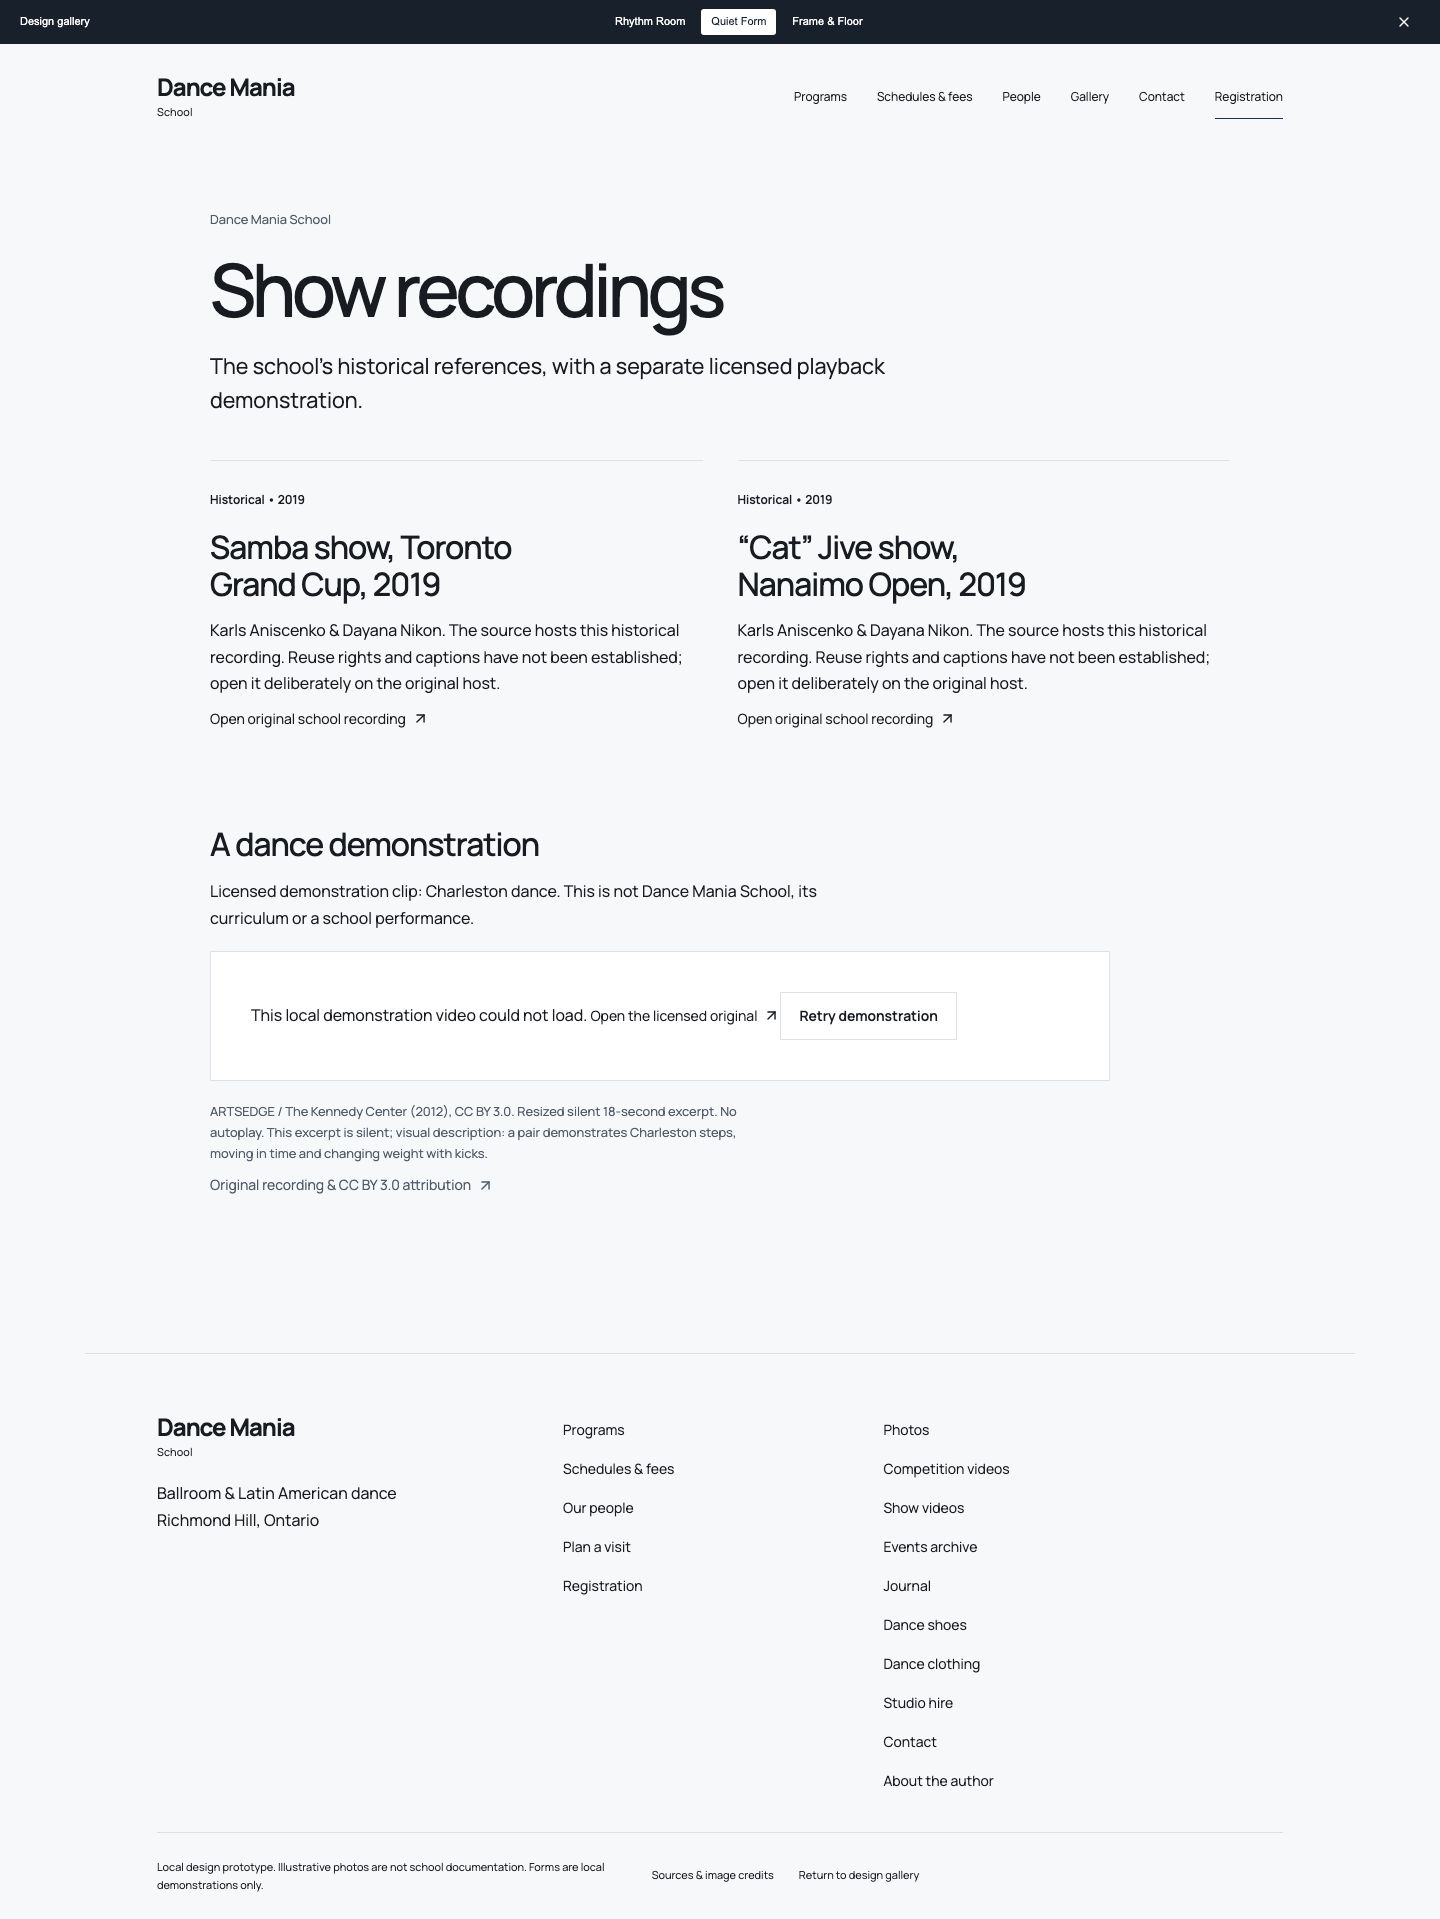 Design gallery
Rhythm Room
Quiet Form
Frame & Floor
Dance Mania
School
Programs
Schedules & fees
People
Gallery
Contact
Registration
Dance Mania School
Show recordings
The school’s historical references, with a separate licensed playback
demonstration.
Historical • 2019
Samba show, Toronto
Grand Cup, 2019
Karls Aniscenko & Dayana Nikon. The source hosts this historical
recording. Reuse rights and captions have not been established;
open it deliberately on the original host.
Open original school recording
Historical • 2019
“Cat” Jive show,
Nanaimo Open, 2019
Karls Aniscenko & Dayana Nikon. The source hosts this historical
recording. Reuse rights and captions have not been established;
open it deliberately on the original host.
Open original school recording
A dance demonstration
Licensed demonstration clip: Charleston dance. This is not Dance Mania School, its
curriculum or a school performance.
This local demonstration video could not load. Open the licensed original
Retry demonstration
ARTSEDGE / The Kennedy Center (2012), CC BY 3.0. Resized silent 18-second excerpt. No
autoplay. This excerpt is silent; visual description: a pair demonstrates Charleston steps,
moving in time and changing weight with kicks.
Original recording & CC BY 3.0 attribution
Dance Mania
School
Ballroom & Latin American dance
Richmond Hill, Ontario
Programs
Schedules & fees
Our people
Plan a visit
Registration
Photos
Competition videos
Show videos
Events archive
Journal
Dance shoes
Dance clothing
Studio hire
Contact
About the author
Local design prototype. Illustrative photos are not school documentation. Forms are local
demonstrations only.
Sources & image credits
Return to design gallery